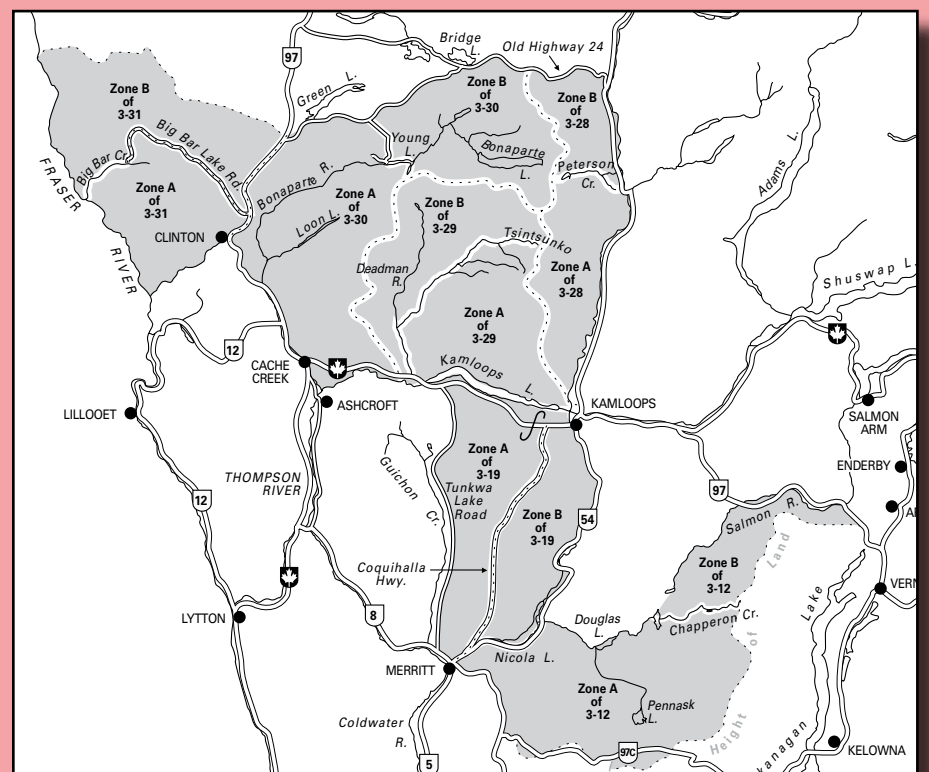 Bridge
L.
Old Highway 24
97
Zone B
of
3-31
Green L.
Zone B
of
3-30
Zone B
of
3-28
Big Bar Lake Rd.
Big Bar Cr.
Young
L.
Bonaparte
L.
Peterson
Cr.
Adams L.
FRASER
RIVER
Zone A
of
3-31
Bonaparte R.
Zone A
of
3-30
Loon L.
Zone B
of
3-29
CLINTON
Tsintsunko
Deadman
R.
Zone A
of
3-28
Shuswap L.
Zone A
of
3-29
12
CACHE
CREEK
Kamloops
L.
KAMLOOPS
LILLOOET
ASHCROFT
SALMON
ARM
Guichon
Cr.
Zone A
of
3-19
ENDERBY
THOMPSON
RIVER
Tunkwa
Lake
Road
12
97
Salmon R.
Zone B
of
3-19
54
Height of Land
Coquihalla
Hwy.
Zone B
of
3-12
VERN
8
LYTTON
Douglas
L.
Chapperon Cr.
Lake
MERRITT
Nicola L.
Zone A
of
3-12
Pennask
L.
Coldwater
R.
97C
kanagan
KELOWNA
5